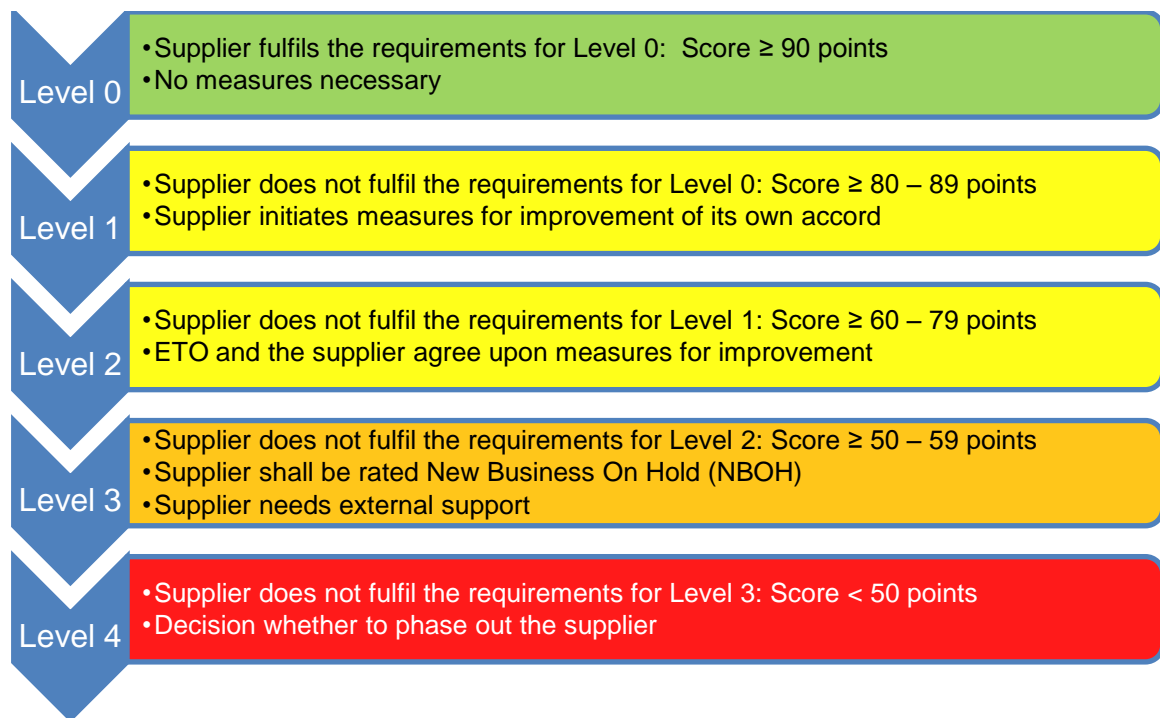 Level 0
•Supplier fulfils the requirements for Level 0:  Score ≥ 90 points
•No measures necessary
Level 1
•Supplier does not fulfil the requirements for Level 0: Score ≥ 80 – 89 points
•Supplier initiates measures for improvement of its own accord
Level 2
•Supplier does not fulfil the requirements for Level 1: Score ≥ 60 – 79 points
•ETO and the supplier agree upon measures for improvement
Level 3
•Supplier does not fulfil the requirements for Level 2: Score ≥ 50 – 59 points
•Supplier shall be rated New Business On Hold (NBOH)
•Supplier needs external support
Level 4
•Supplier does not fulfil the requirements for Level 3: Score < 50 points
•Decision whether to phase out the supplier